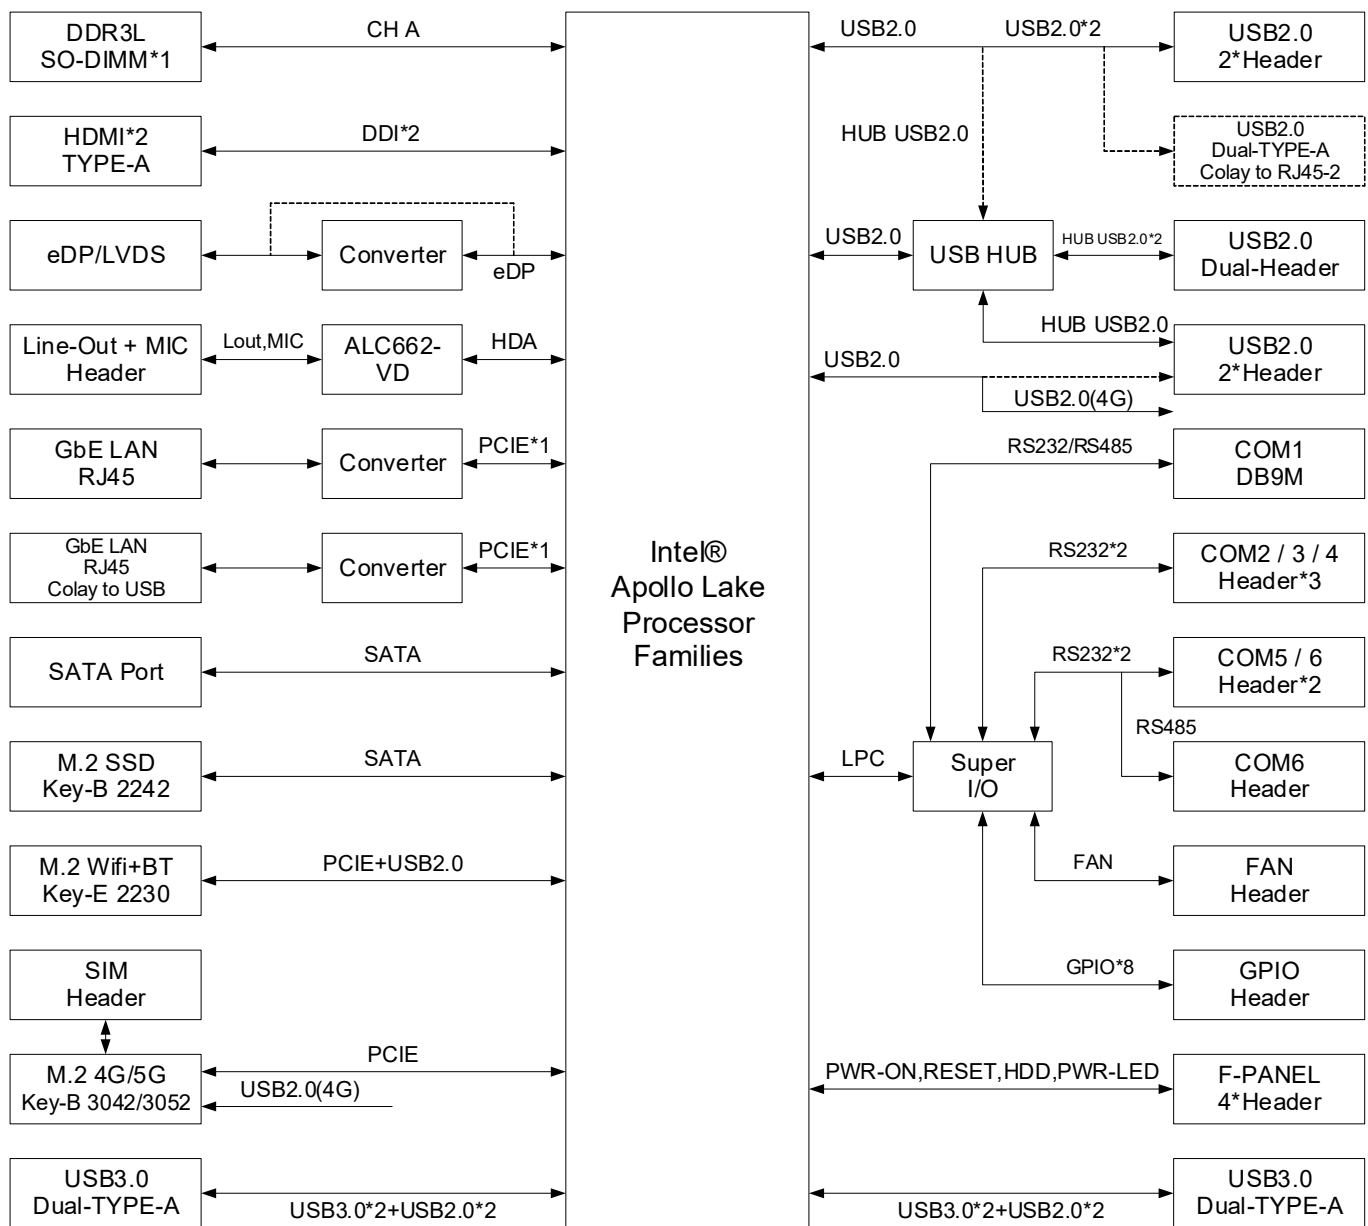 DDR3L
SO-DIMM*1
CH A
HDMI*2
TYPE-A
DDI*2
eDP/LVDS
Converter
eDP
Line-Out + MIC
Header
Lout,MIC
ALC662-
VD
HDA
GbE LAN
RJ45
Converter
PCIE*1
GbE LAN
RJ45
Colay to USB
Converter
PCIE*1
SATA Port
SATA
M.2 SSD
Key-B 2242
SATA
M.2 Wifi+BT
Key-E 2230
PCIE+USB2.0
SIM
Header
M.2 4G/5G
Key-B 3042/3052
PCIE
USB2.0(4G)
USB3.0
Dual-TYPE-A
USB3.0*2+USB2.0*2
Intel®
Apollo Lake
Processor
Families
USB2.0
USB2.0*2
USB2.0
2*Header
HUB USB2.0
USB2.0
Dual-TYPE-A
Colay to RJ45-2
USB2.0
USB HUB
HUB USB2.0*2
USB2.0
Dual-Header
HUB USB2.0
USB2.0
USB2.0
2*Header
USB2.0(4G)
RS232/RS485
COM1
DB9M
RS232*2
COM2 / 3 / 4
Header*3
RS232*2
COM5 / 6
Header*2
RS485
LPC
Super
I/O
COM6
Header
FAN
FAN
Header
GPIO*8
GPIO
Header
PWR-ON,RESET,HDD,PWR-LED
F-PANEL
4*Header
USB3.0*2+USB2.0*2
USB3.0
Dual-TYPE-A